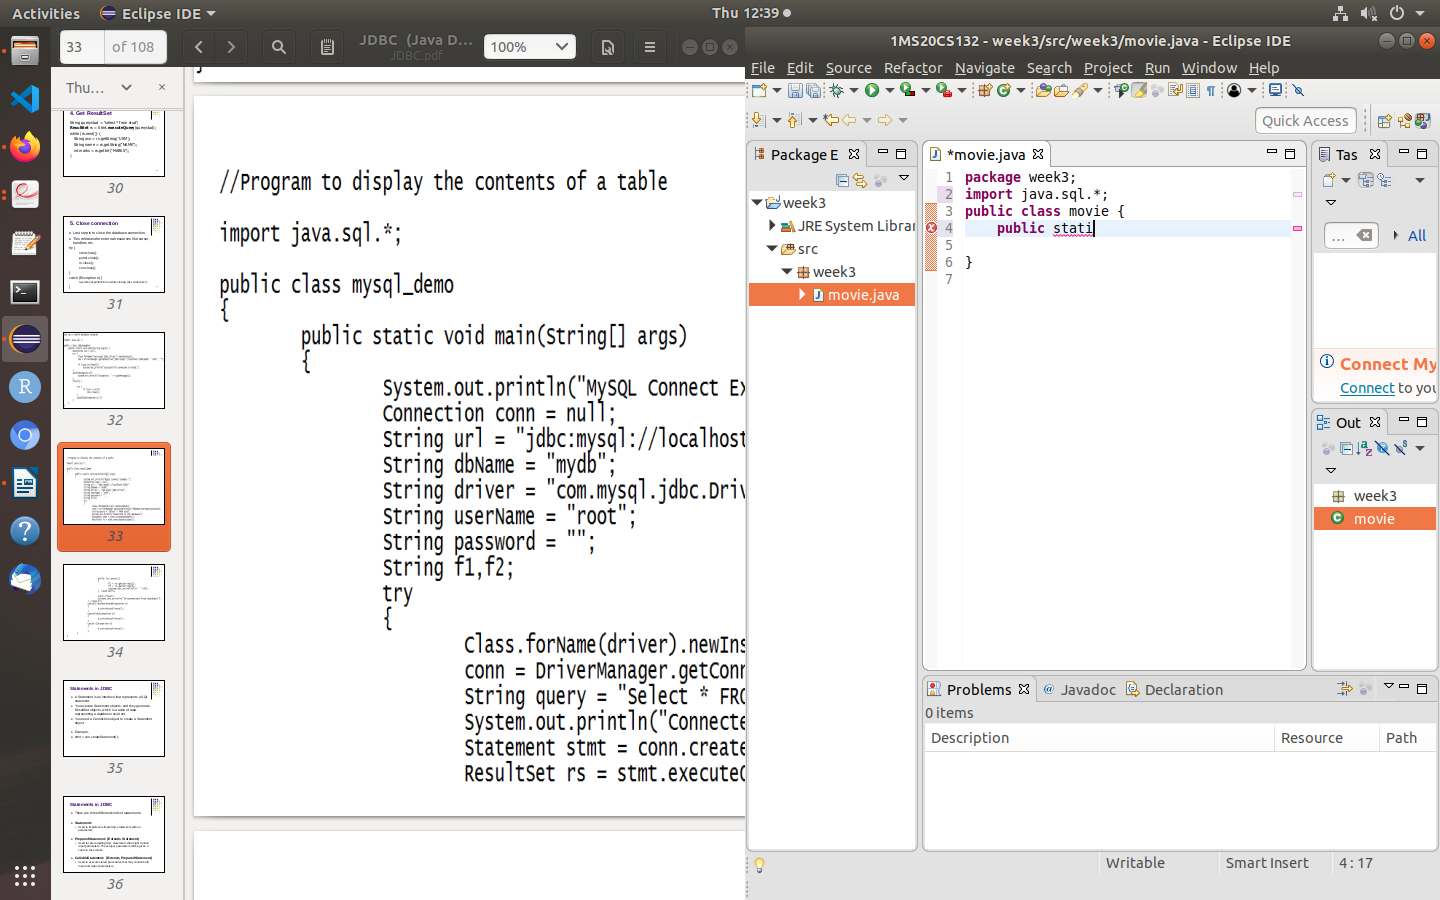 Activities
Eclipse IDE
Thu 12:39
33 of 108
JDBC (Java D...
JDBC.pdf
100%
1MS20CS132 - week3/src/week3/movie.java - Eclipse IDE
File Edit Source Refactor Navigate Search Project Run Window Help
Quick Access
Thu...
4. Get ResultSet
30
5. Close connection
31
32
33
34
Statements in JDBC
35
Statements in JDBC
36
//Program to display the contents of a table
import java.sql.*;
public class mysql_demo
{
public static void main(String[] args)
{
System.out.println("MySQL Connect Ex
Connection conn = null;
String url = "jdbc:mysql://localhost
String dbName = "mydb";
String driver = "com.mysql.jdbc.Driv
String userName = "root";
String password = "";
String f1,f2;
try
{
Class.forName(driver).newIns
conn = DriverManager.getConn
String query = "Select * FRO
System.out.println("Connecte
Statement stmt = conn.create
ResultSet rs = stmt.executeQ
Package E
week3
JRE System Librar
src
week3
movie.java
*movie.java
1 package week3;
2 import java.sql.*;
3 public class movie {
4 public stati
5
6 }
7
Tas
...
All
Connect My
Connect to you
Out
week3
movie
Problems
@ Javadoc
Declaration
0 items
Description Resource Path
Writable
Smart Insert
4 : 17